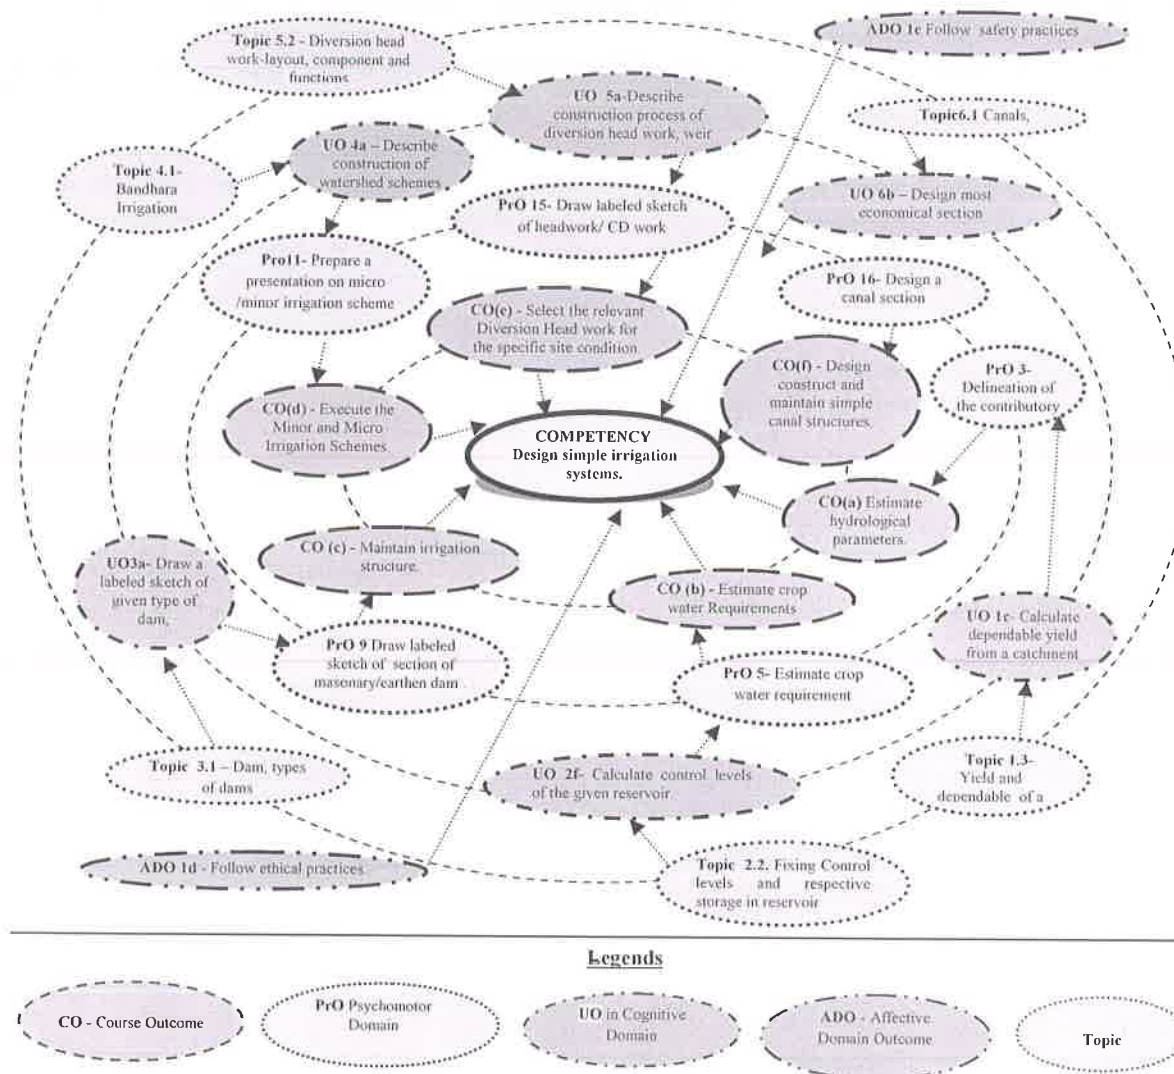 ADO 1e Follow safety practices
Topic 5.2 - Diversion head
work-layout, component and
functions
UO 5a-Describe
construction process of
diversion head work, weir
Topic6.1 Canals,
UO 4a – Describe
construction of
watershed schemes
Topic 4.1-
Bandhara
Irrigation
PrO 15- Draw labeled sketch
of headwork/ CD work
UO 6b – Design most
economical section
Pro11- Prepare a
presentation on micro
/minor irrigation scheme
PrO 16- Design a
canal section
CO(e) - Select the relevant
Diversion Head work for
the specific site condition.
CO(f) - Design
construct and
maintain simple
canal structures.
PrO 3-
Delineation of
the contributory
CO(d) - Execute the
Minor and Micro
Irrigation Schemes.
COMPETENCY
Design simple irrigation
systems.
CO(a) Estimate
hydrological
parameters.
CO (c) - Maintain irrigation
structure.
UO3a- Draw a
labeled sketch of
given type of
dam,
CO (b) - Estimate crop
water Requirements
UO 1c- Calculate
dependable yield
from a catchment
PrO 9 Draw labeled
sketch of section of
masonary/earthen dam
PrO 5- Estimate crop
water requirement
Topic 3.1 – Dam, types
of dams
UO 2f- Calculate control levels
of the given reservoir
Topic 1.3-
Yield and
dependable of a
ADO 1d - Follow ethical practices
Topic 2.2. Fixing Control
levels and respective
storage in reservoir
Legends
CO - Course Outcome
PrO Psychomotor
Domain
UO in Cognitive
Domain
ADO - Affective
Domain Outcome
Topic